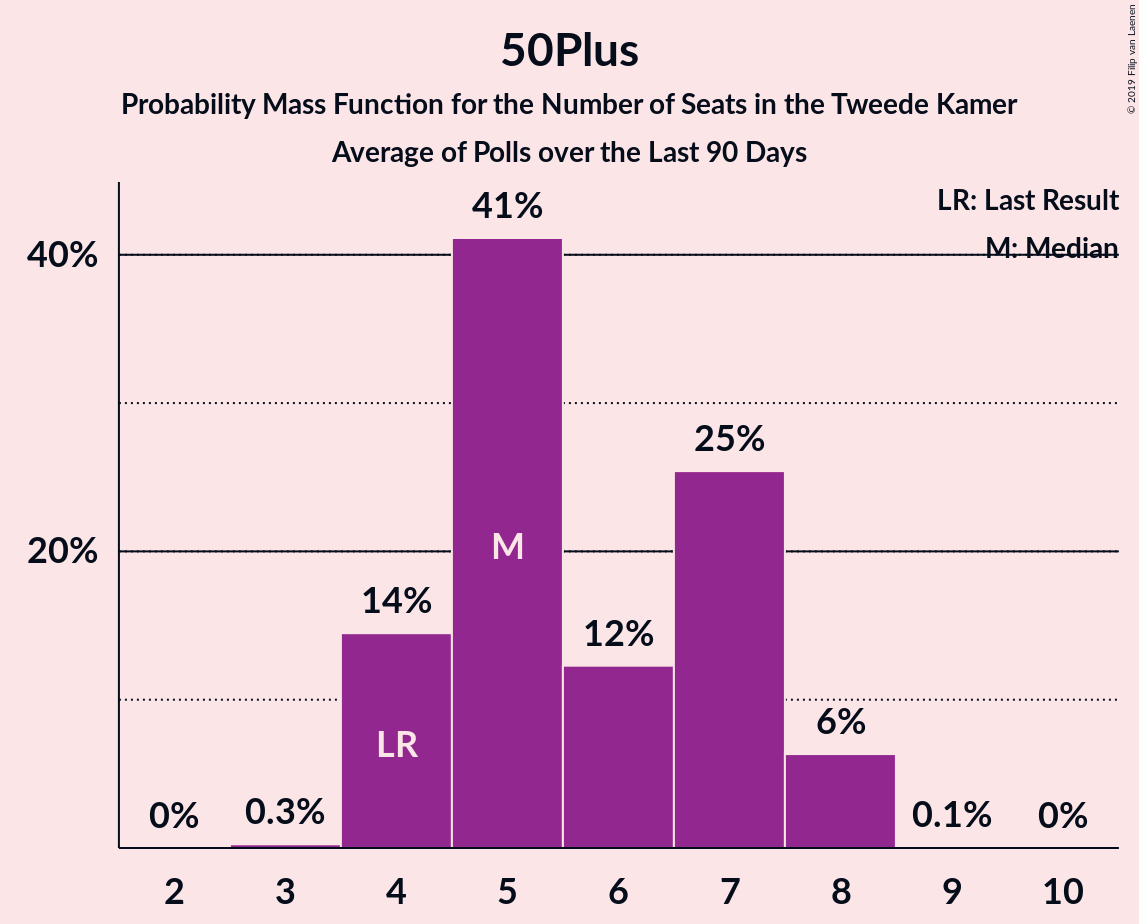 50Plus
Probability Mass Function for the Number of Seats in the Tweede Kamer
Average of Polls over the Last 90 Days
© 2019 Filip van Laenen
LR: Last Result
M: Median
40%
20%
0%
0.3%
14%
41%
12%
25%
6%
0.1%
0%
LR
M
2 3 4 5 6 7 8 9 10